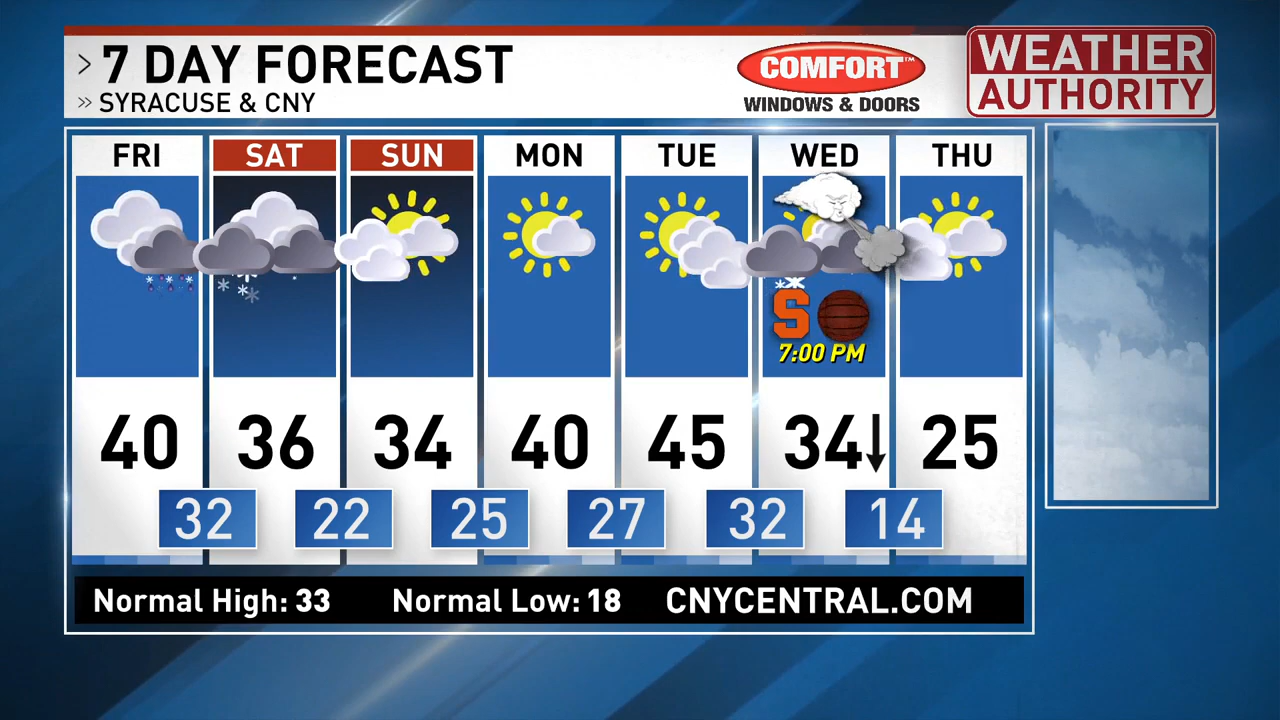 > 7 DAY FORECAST
» SYRACUSE & CNY
COMFORT™
WINDOWS & DOORS
WEATHER
AUTHORITY
FRI SAT SUN MON TUE WED THU
S
7:00 PM
40 36 34 40 45 34↓ 25
32 22 25 27 32 14
Normal High: 33 Normal Low: 18 CNYCENTRAL.COM